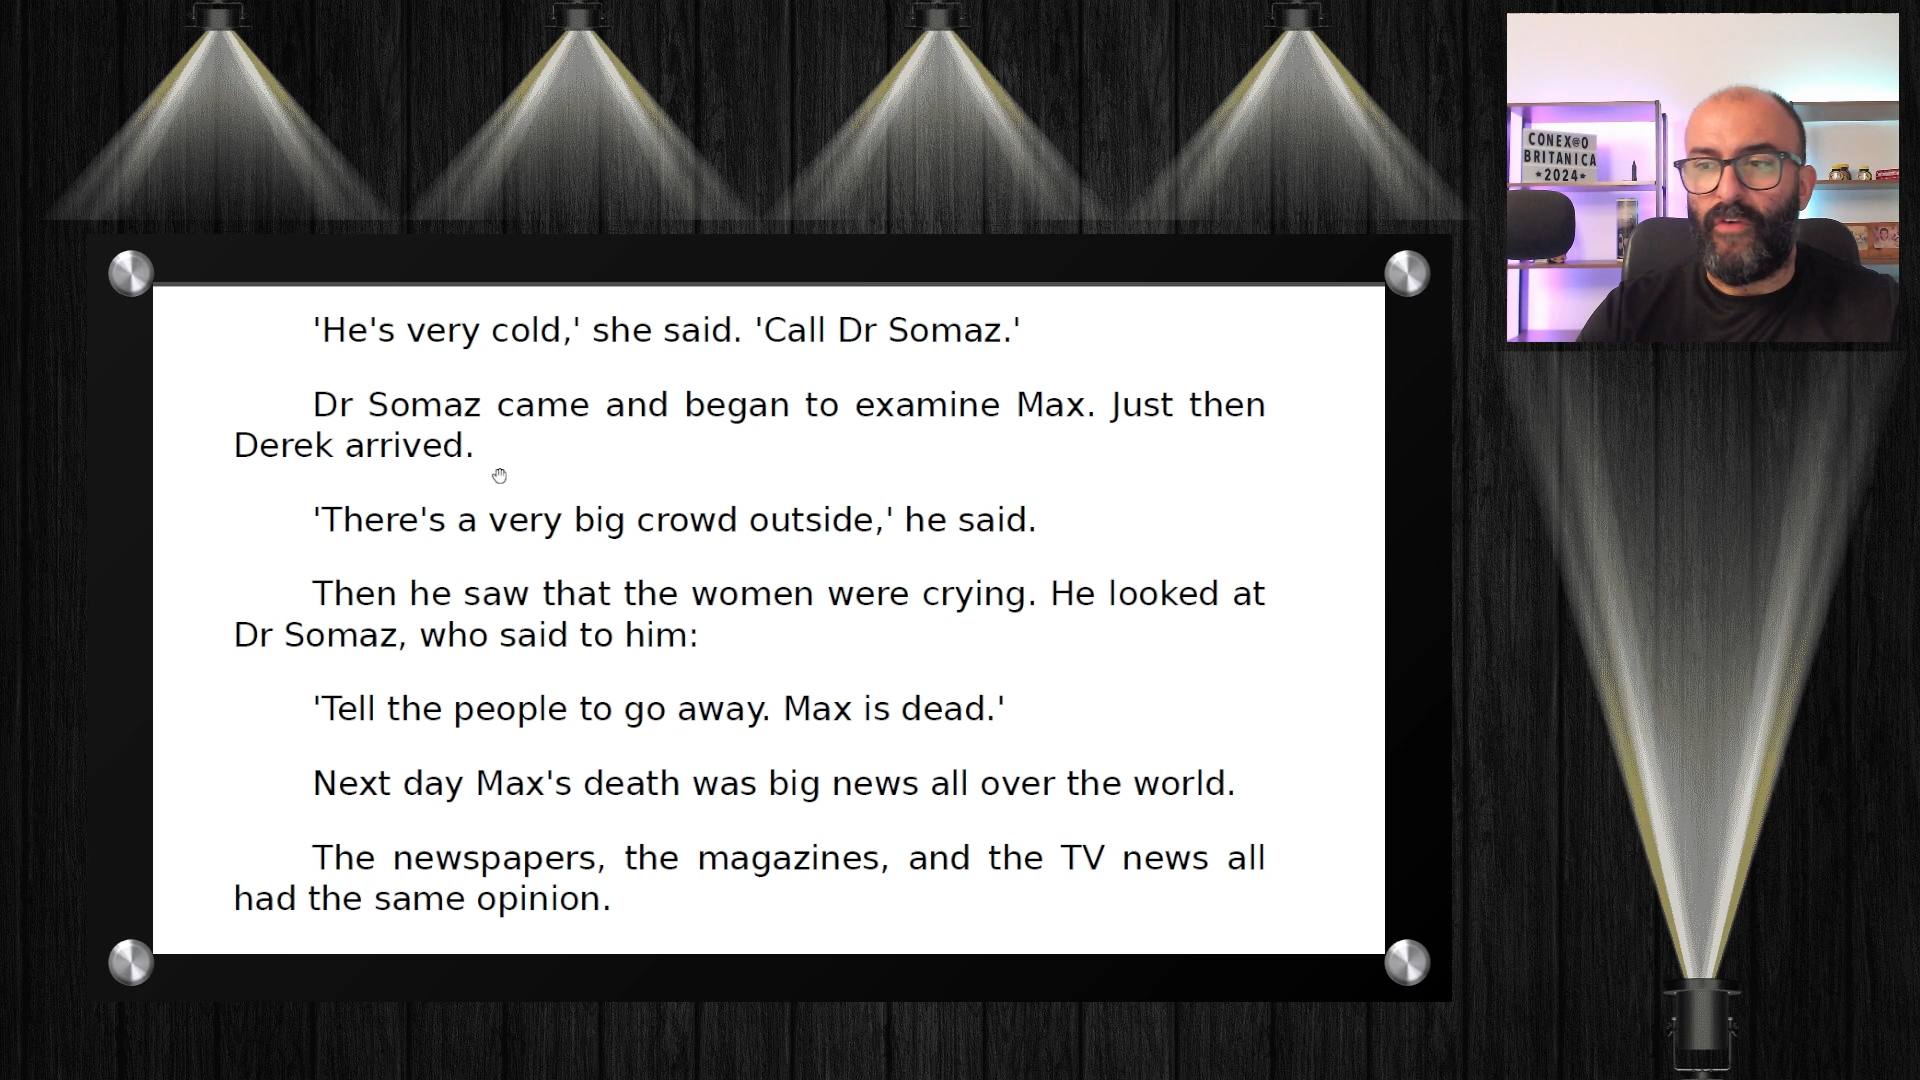 CONEX@O
BRITANICA
*2024*
'He's very cold,' she said. 'Call Dr Somaz.'
Dr Somaz came and began to examine Max. Just then
Derek arrived.
'There's a very big crowd outside,' he said.
Then he saw that the women were crying. He looked at
Dr Somaz, who said to him:
'Tell the people to go away. Max is dead.'
Next day Max's death was big news all over the world.
The newspapers, the magazines, and the TV news all
had the same opinion.